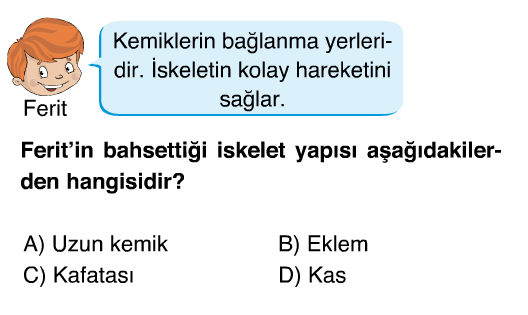 Kemiklerin bağlanma yerleri-
dir. İskeletin kolay hareketini
sağlar.
Ferit
Ferit’in bahsettiği iskelet yapısı aşağıdakiler-
den hangisidir?
A) Uzun kemik
B) Eklem
C) Kafatası
D) Kas